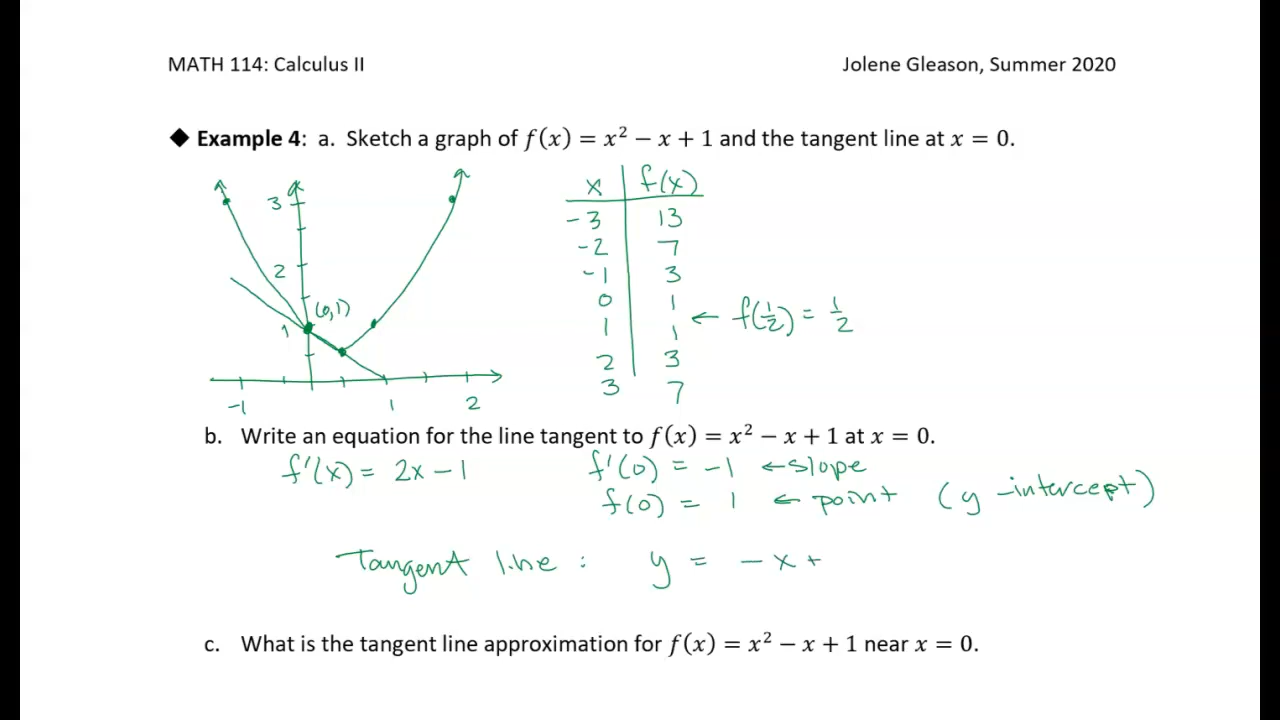 MATH 114: Calculus II
Jolene Gleason, Summer 2020
◆ Example 4: a. Sketch a graph of f(x) = x² − x + 1 and the tangent line at x = 0.
3
2
1
(0,1)
-1 1 2
x f(x)
-3 13
-2 7
-1 3
0 1
1 1
2 3
3 7
← f(1/2) = 1/2
b. Write an equation for the line tangent to f(x) = x² − x + 1 at x = 0.
f'(x) = 2x − 1 f'(0) = −1 ← slope
f(0) = 1 ← point (y-intercept)
Tangent line: y = −x +
c. What is the tangent line approximation for f(x) = x² − x + 1 near x = 0.